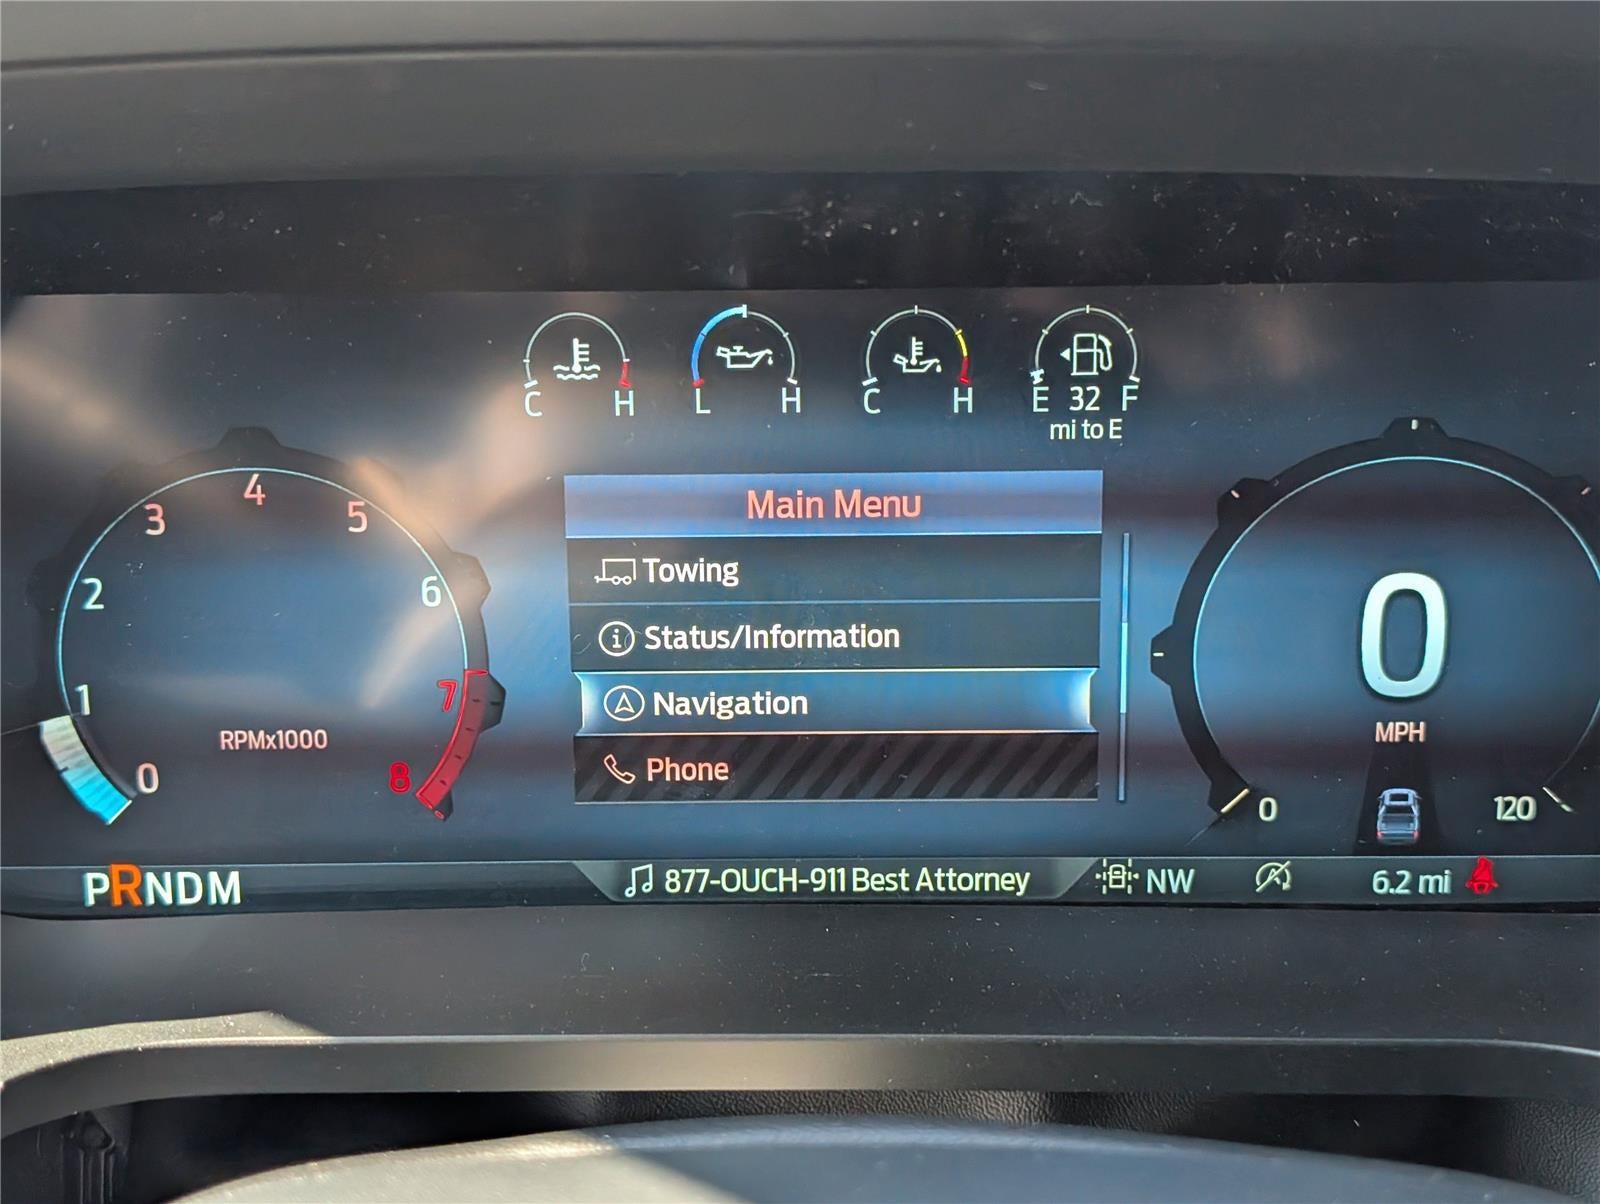 C H
L H
C H
E 32 F
mi to E
0
1
2
3
4
5
6
7
8
RPMx1000
Main Menu
Towing
Status/Information
Navigation
Phone
0
MPH
0
120
PRNDM
877-OUCH-911 Best Attorney
NW
6.2 mi